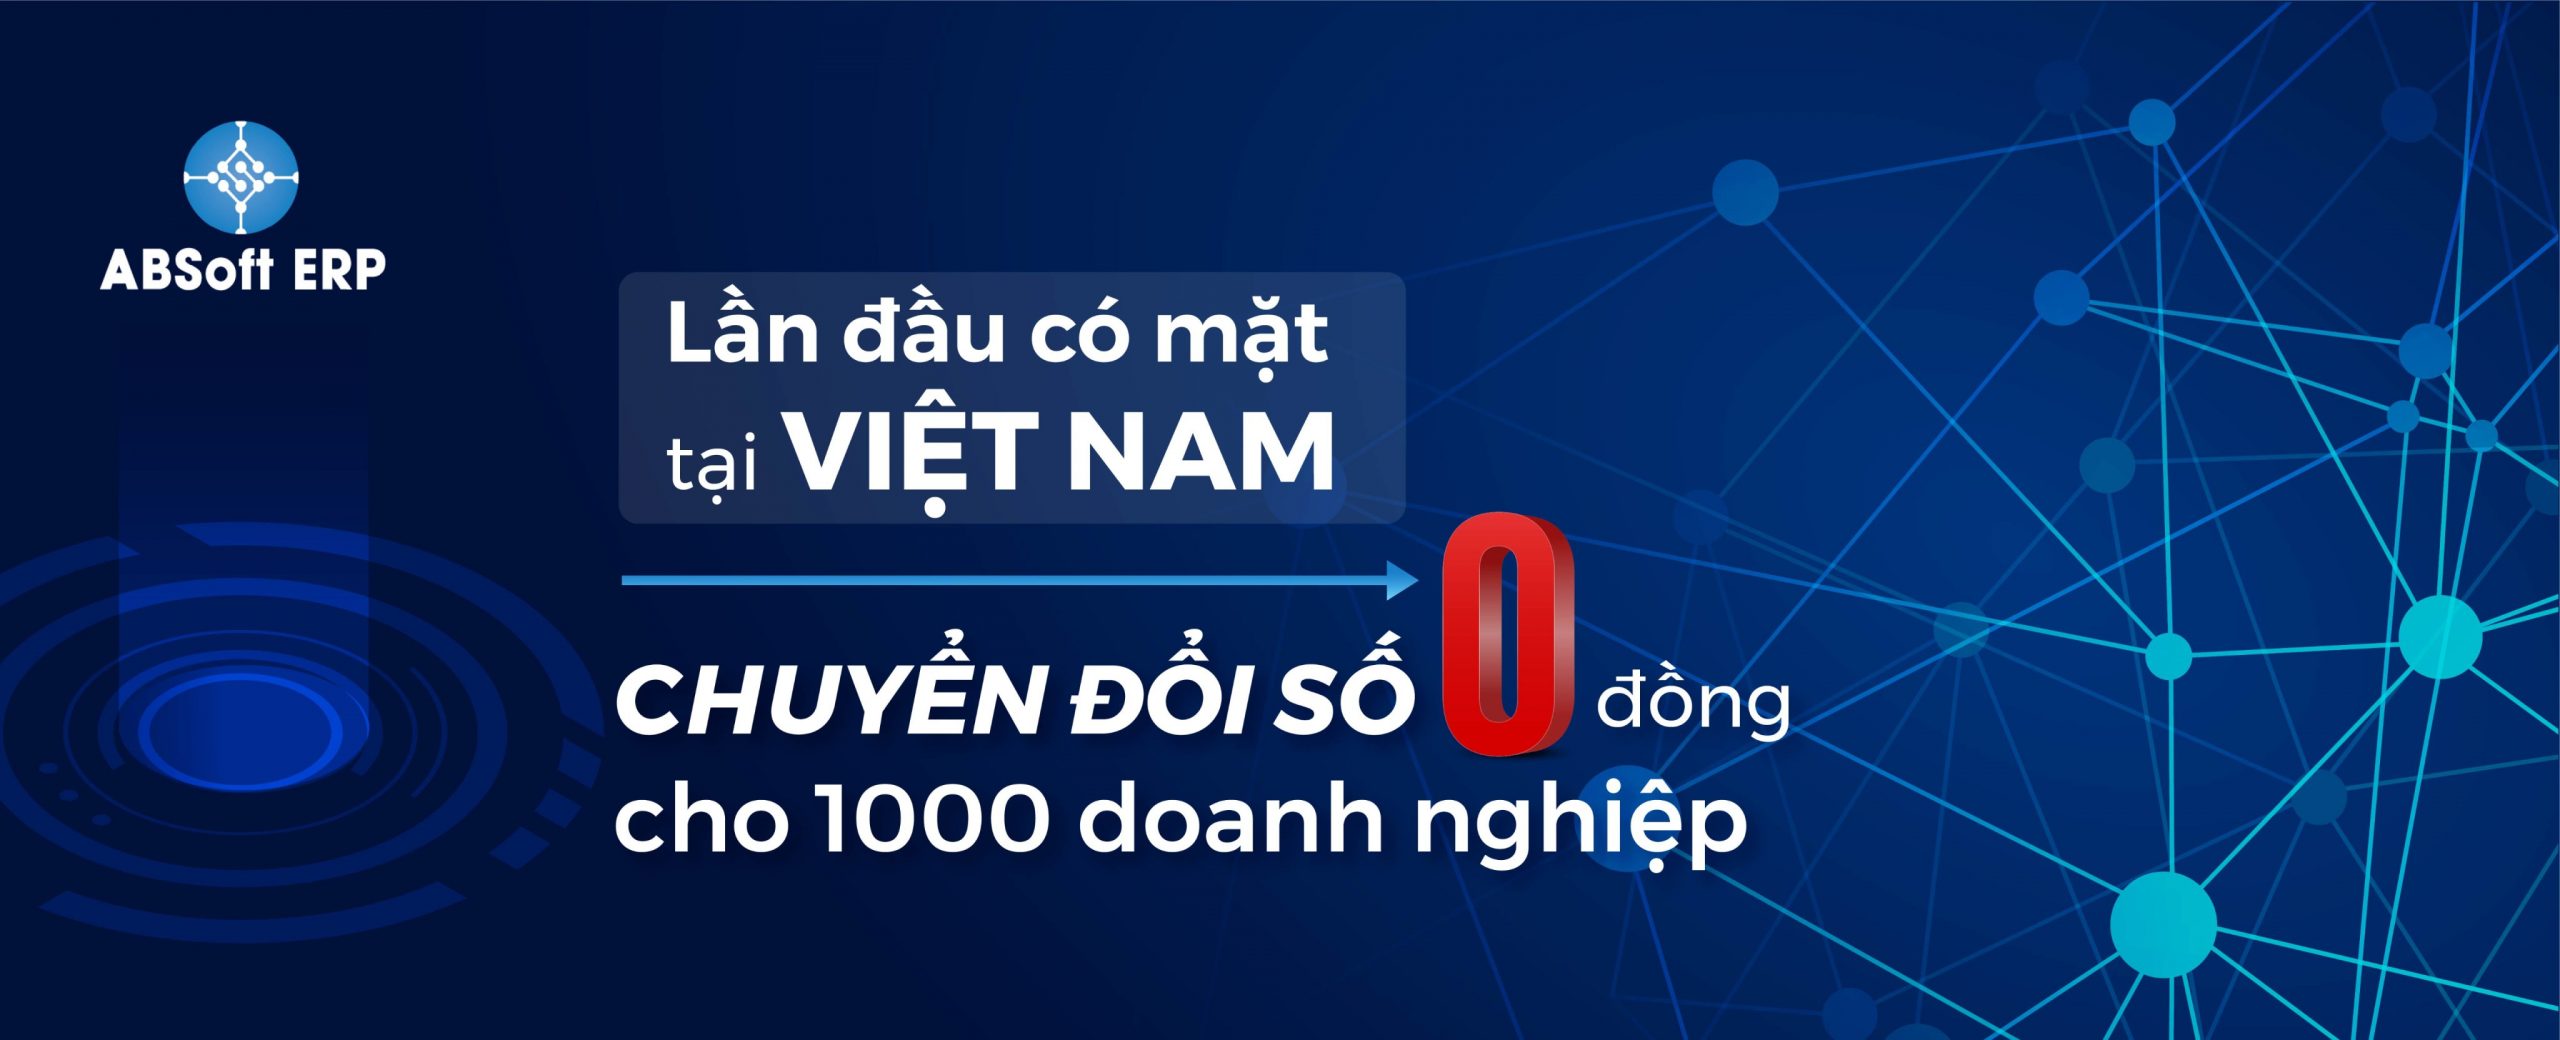 ABSoft ERP
Lần đầu có mặt
tại VIỆT NAM
CHUYỂN ĐỔI SỐ 0 đồng
cho 1000 doanh nghiệp